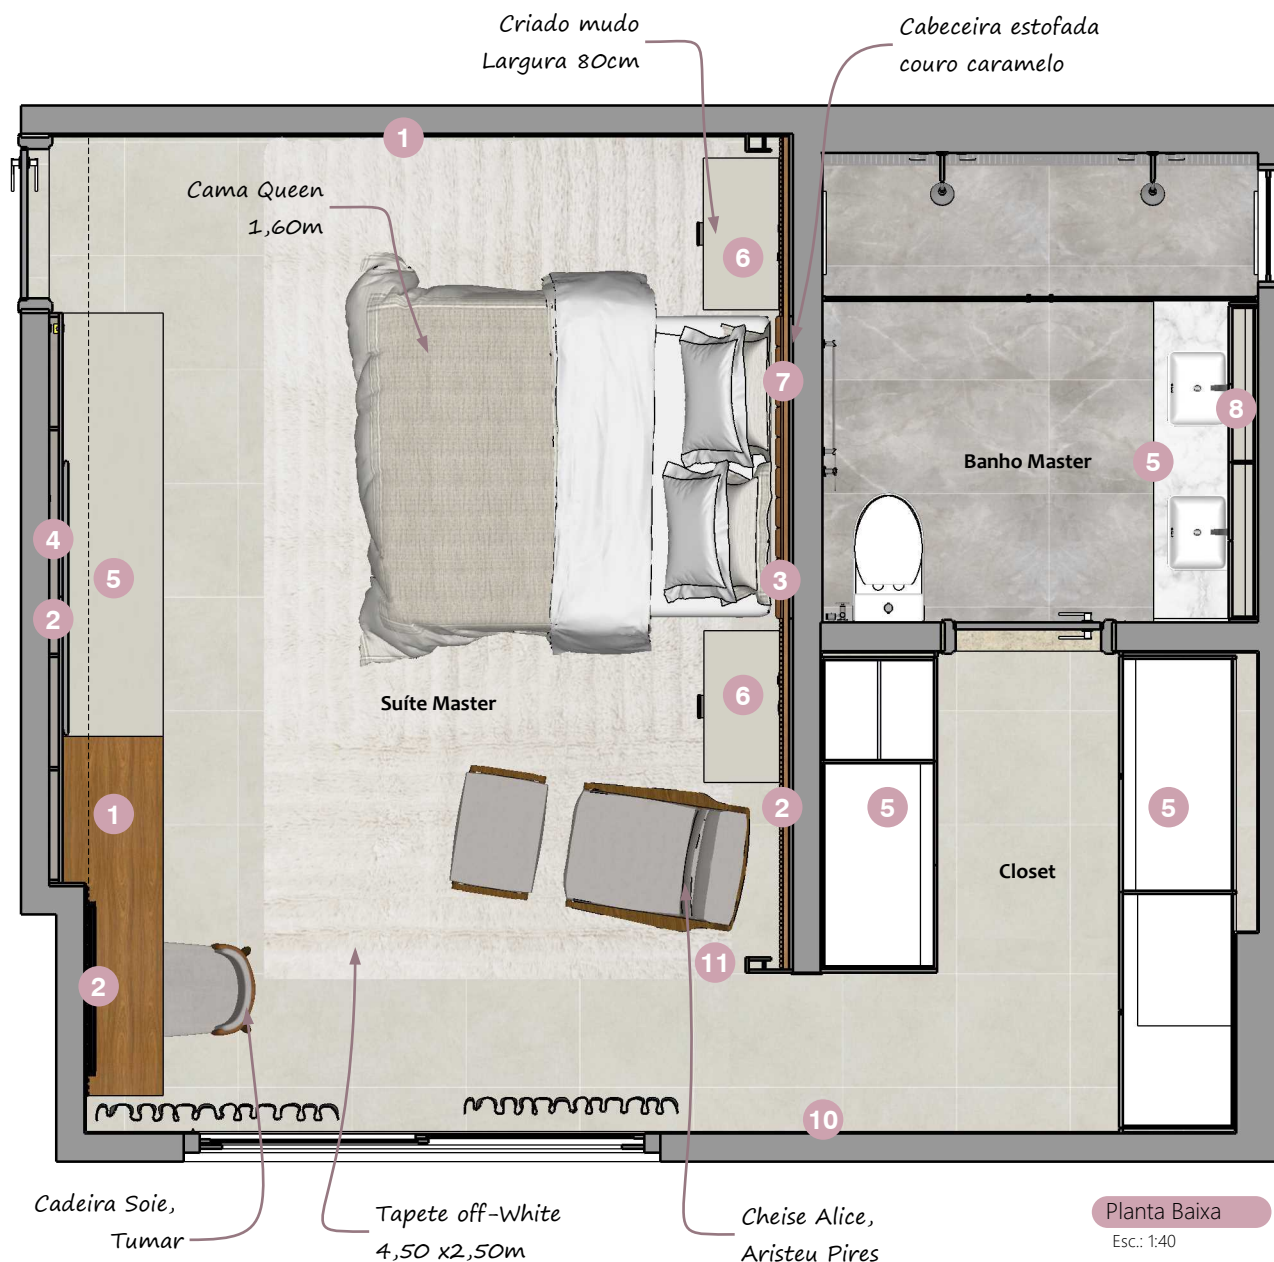 Criado mudo
Largura 80cm
Cabeceira estofada
couro caramelo
1
Cama Queen
1,60m
6
7
8
Banho Master
5
4
5
3
2
6
Suíte Master
1
2
5
5
Closet
11
2
10
Cadeira Soie,
Tumar
Tapete off-White
4,50 x2,50m
Cheise Alice,
Aristeu Pires
Planta Baixa
Esc.: 1:40